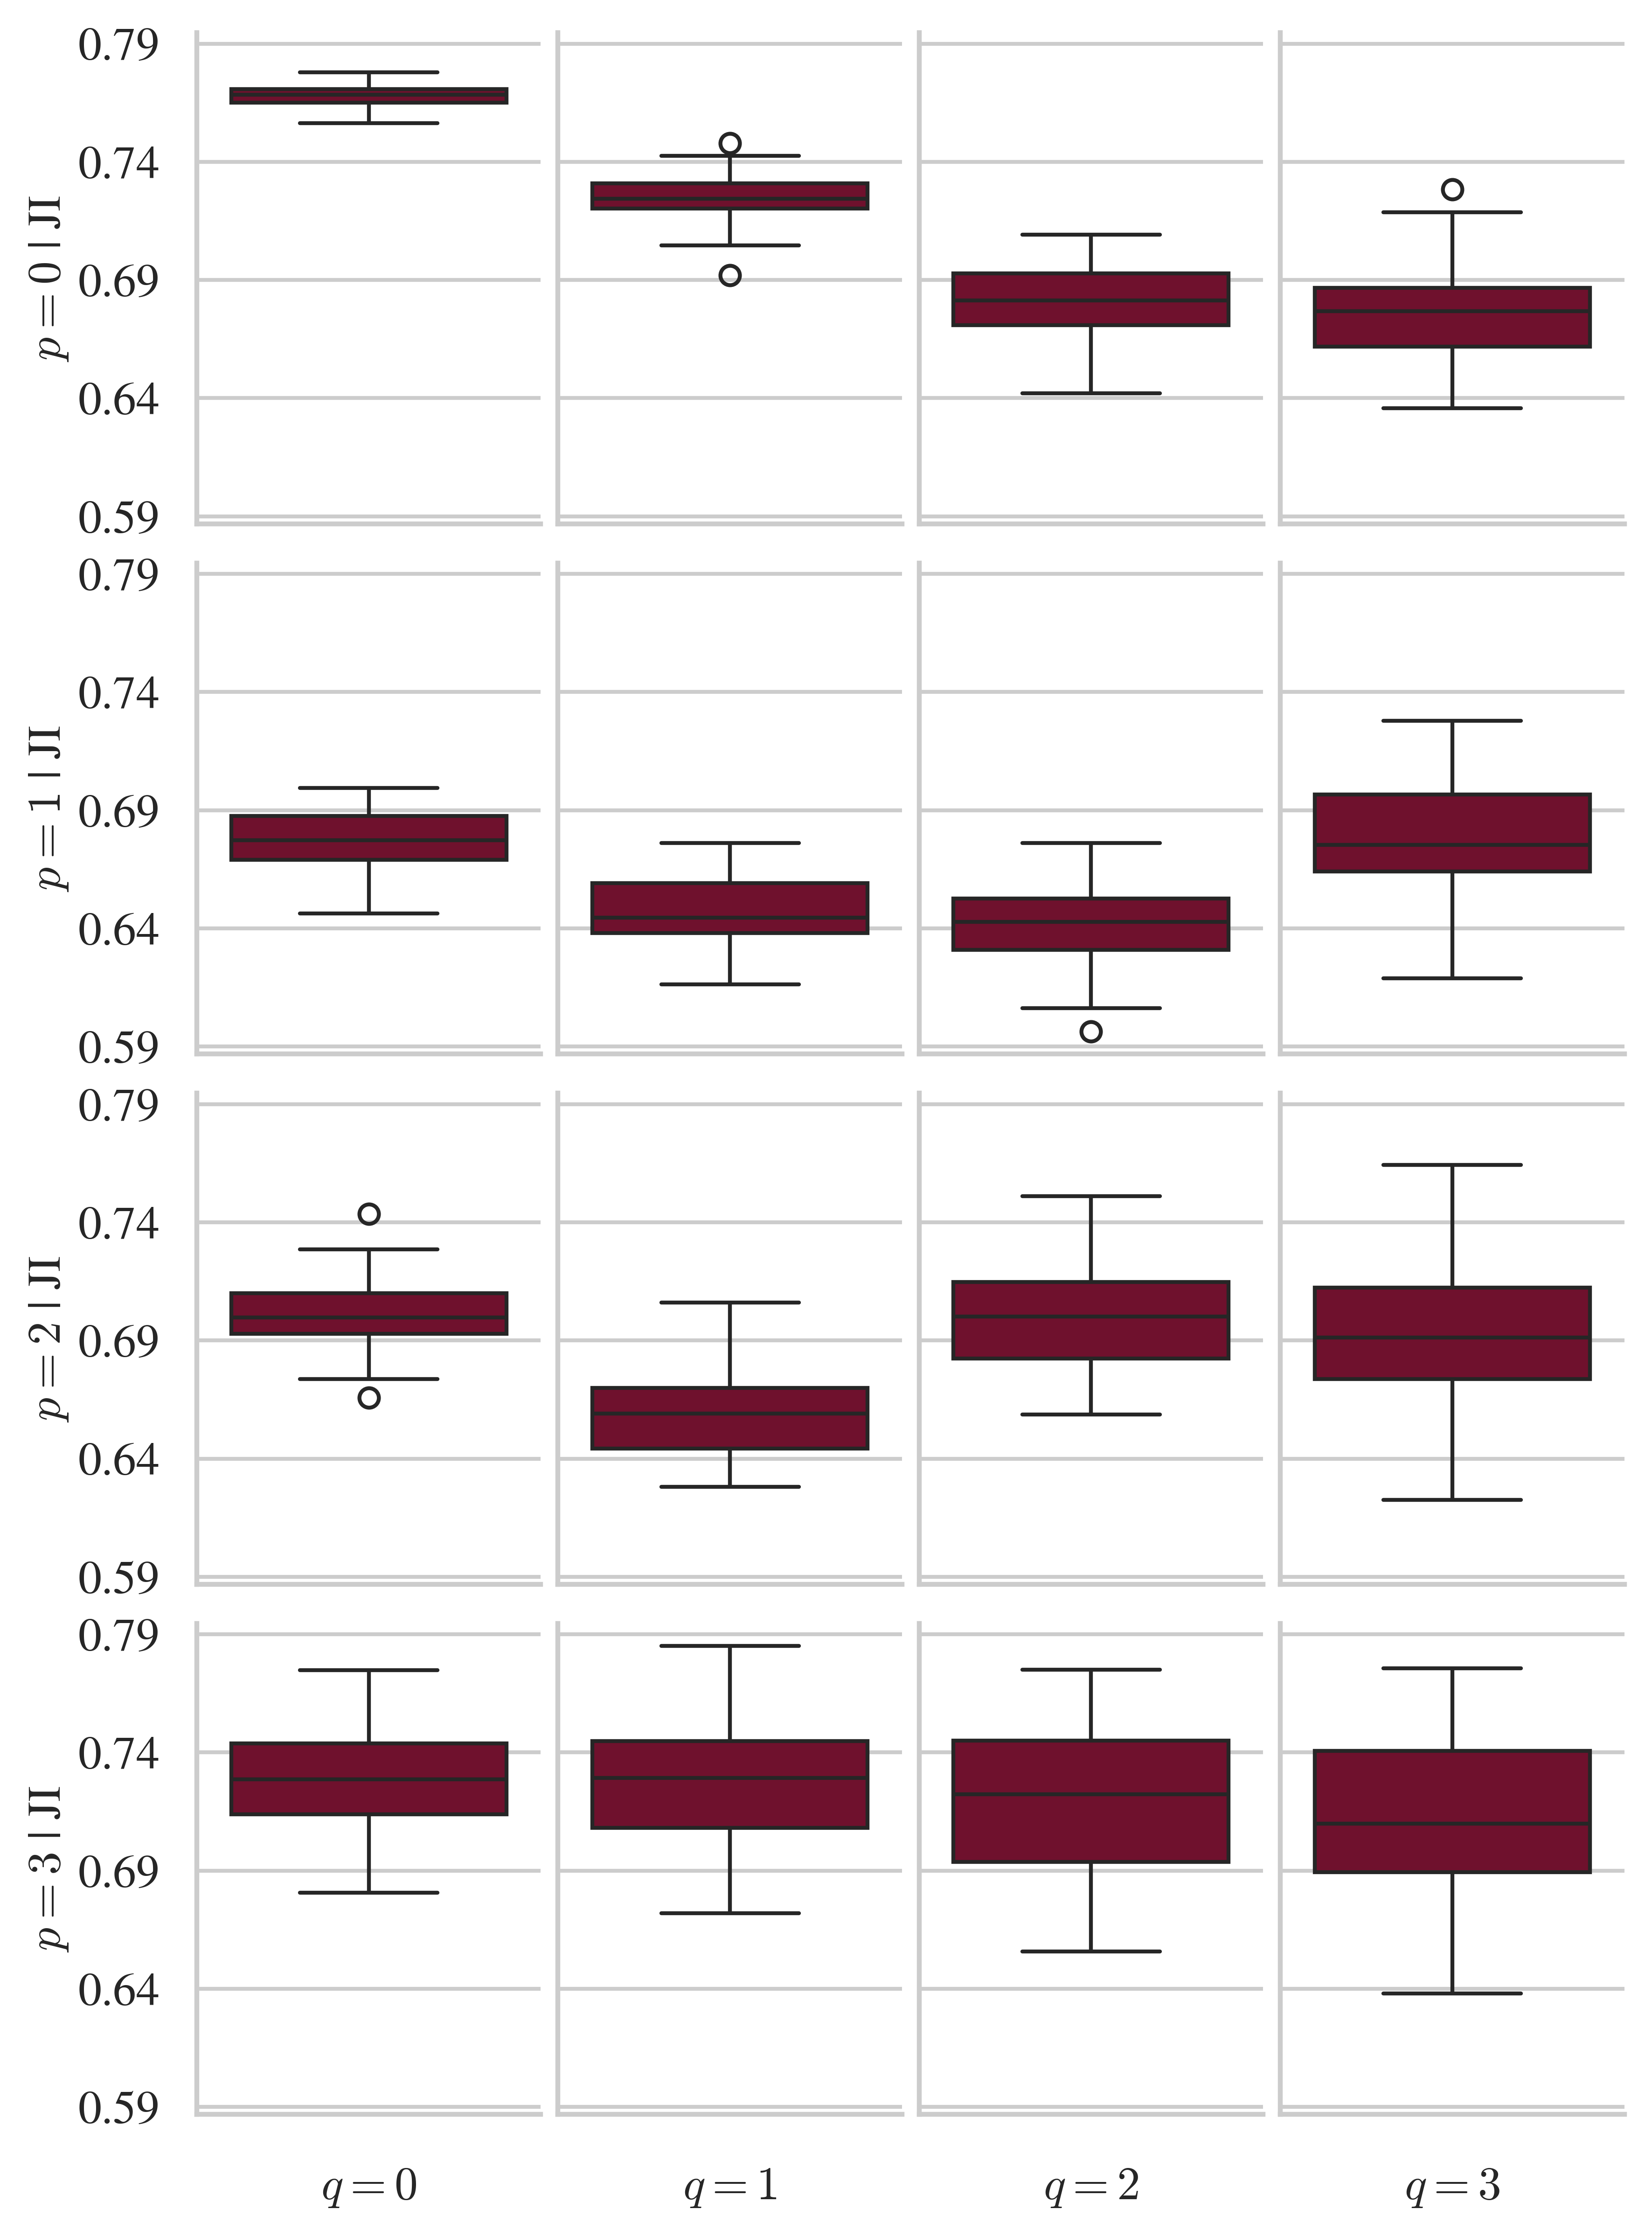 0.79
0.74
0.69
0.64
0.59
p = 0 | JI
0.79
0.74
0.69
0.64
0.59
p = 1 | JI
0.79
0.74
0.69
0.64
0.59
p = 2 | JI
0.79
0.74
0.69
0.64
0.59
p = 3 | JI
q = 0
q = 1
q = 2
q = 3